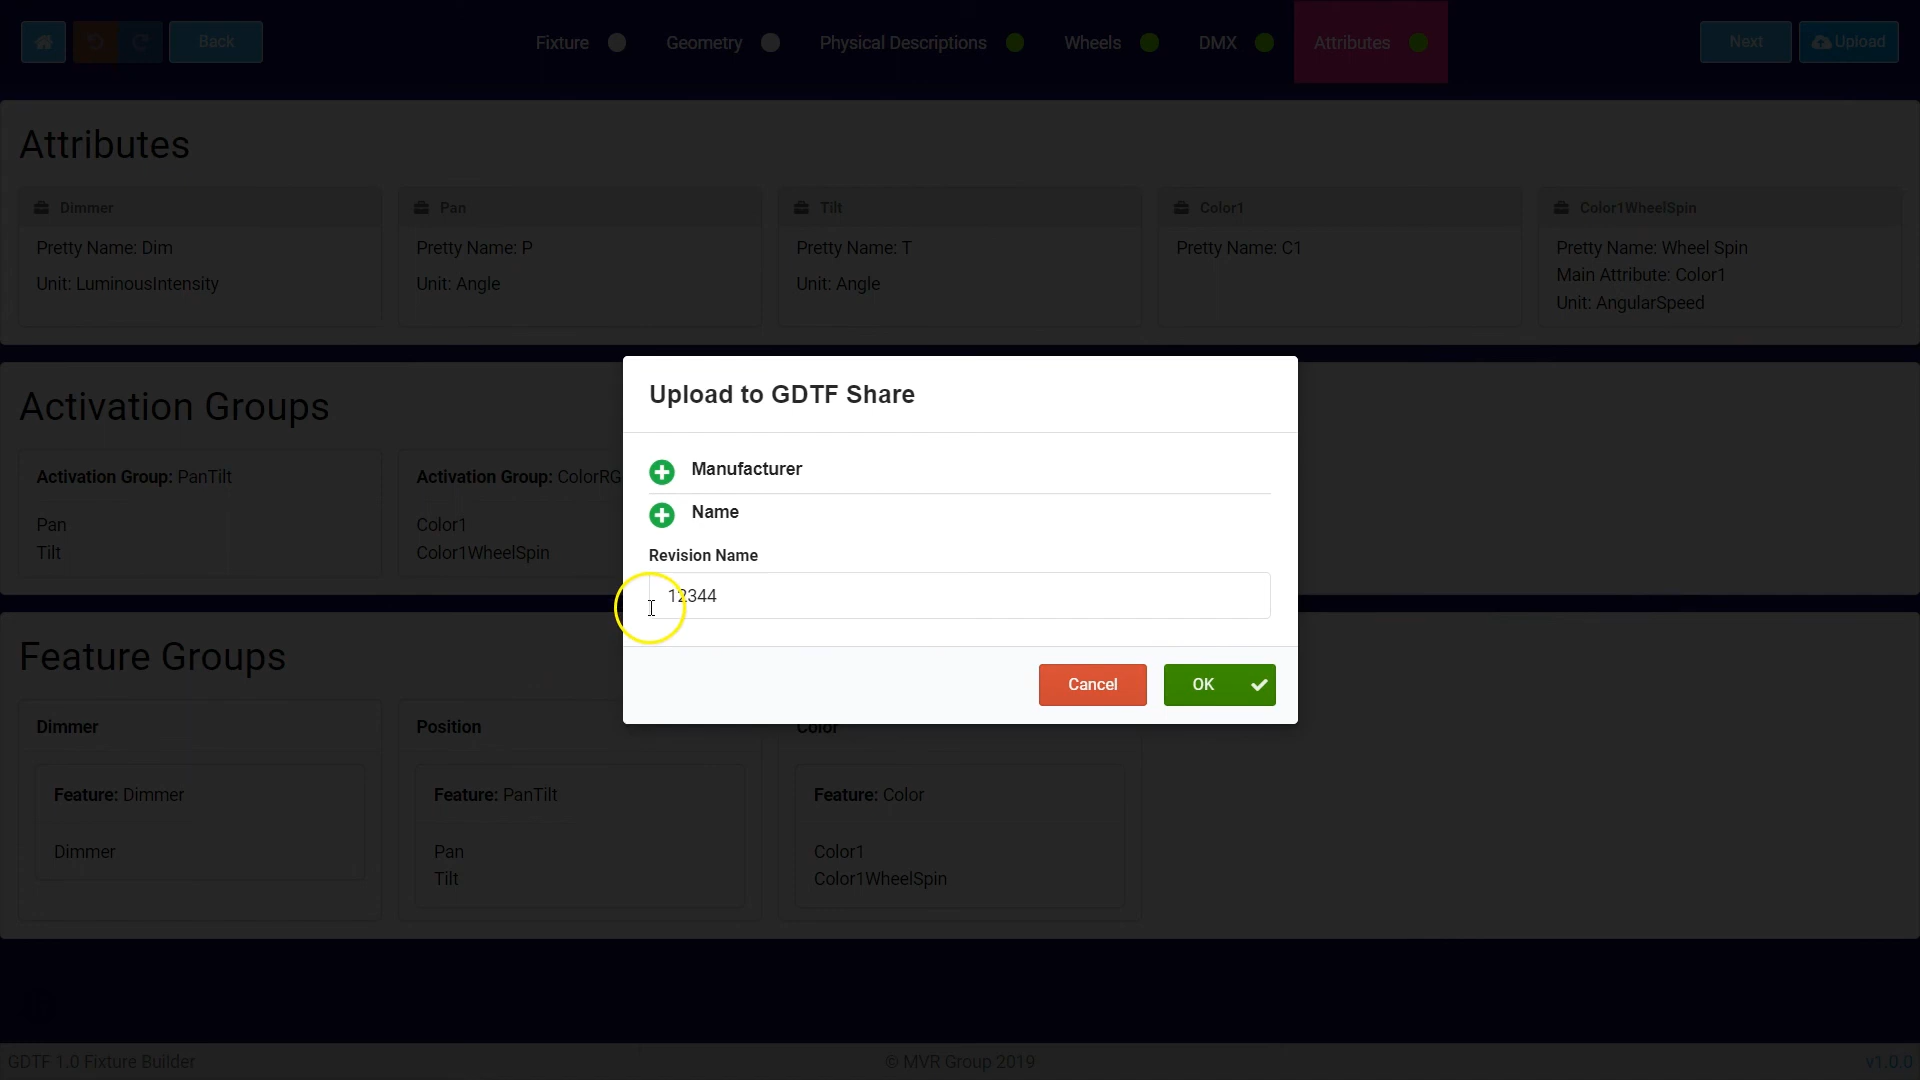 Back
Fixture
Geometry
Physical Descriptions
Wheels
DMX
Attributes
Next
Upload
Attributes
Dimmer
Pretty Name: Dim
Unit: LuminousIntensity
Pan
Pretty Name: P
Unit: Angle
Tilt
Pretty Name: T
Unit: Angle
Color1
Pretty Name: C1
Color1WheelSpin
Pretty Name: Wheel Spin
Main Attribute: Color1
Unit: AngularSpeed
Activation Groups
Activation Group: PanTilt
Pan
Tilt
Activation Group: ColorRG
Color1
Color1WheelSpin
Upload to GDTF Share
Manufacturer
Name
Revision Name
12344
Cancel
OK
Feature Groups
Dimmer
Feature: Dimmer
Dimmer
Position
Feature: PanTilt
Pan
Tilt
Color
Feature: Color
Color1
Color1WheelSpin
GDTF 1.0 Fixture Builder
© MVR Group 2019
v1.0.0